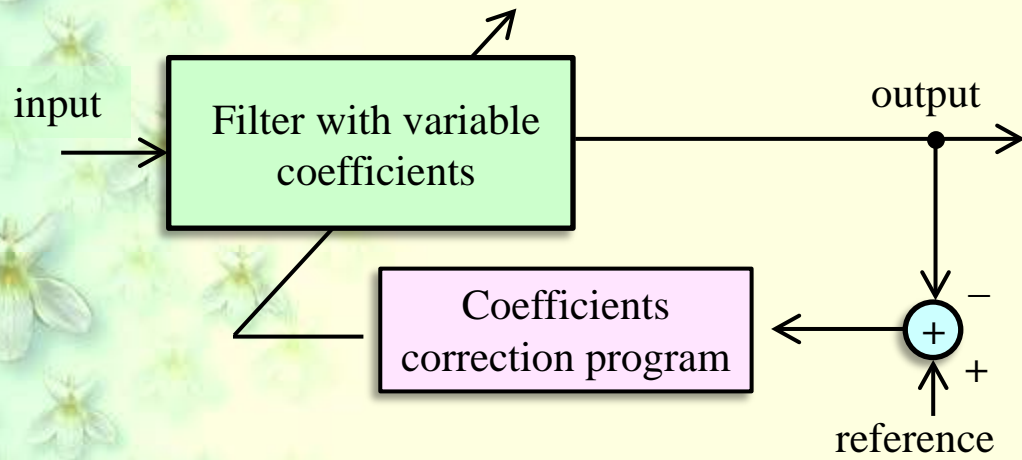 input
Filter with variable
coefficients
output
Coefficients
correction program
−
+
+
reference